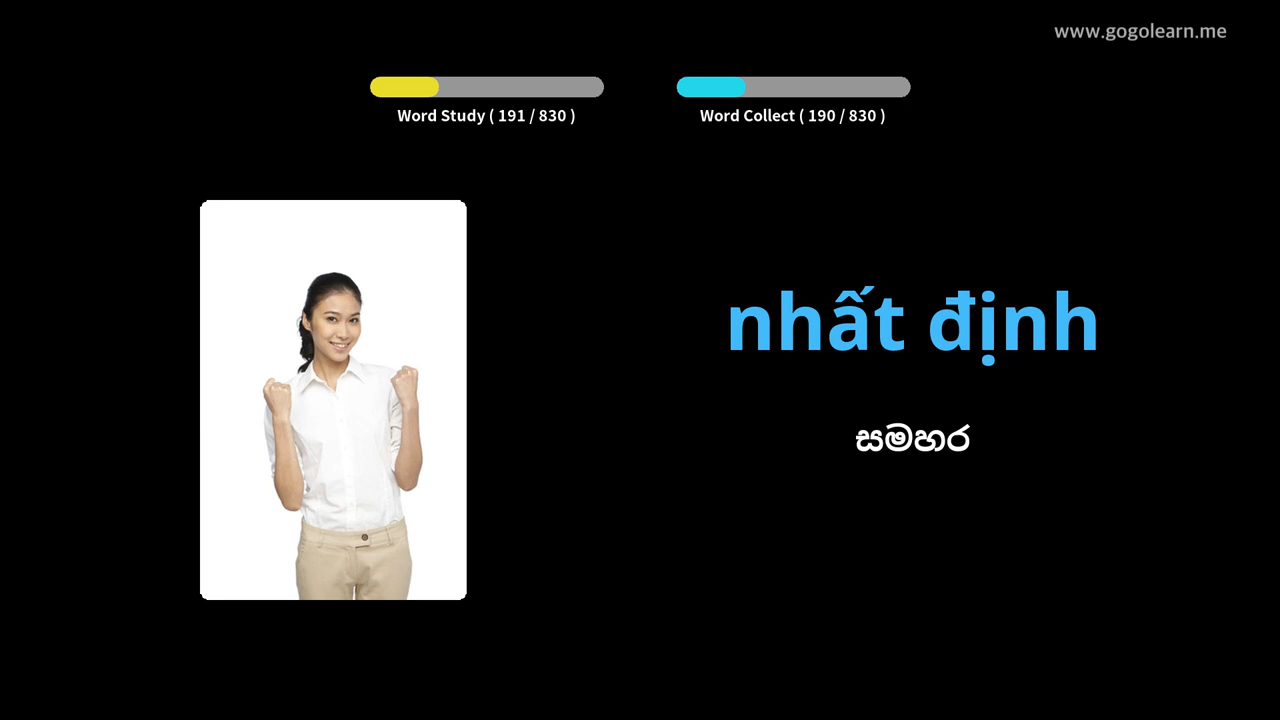 www.gogolearn.me
Word Study ( 191 / 830 )
Word Collect ( 190 / 830 )
nhất định
සමහර